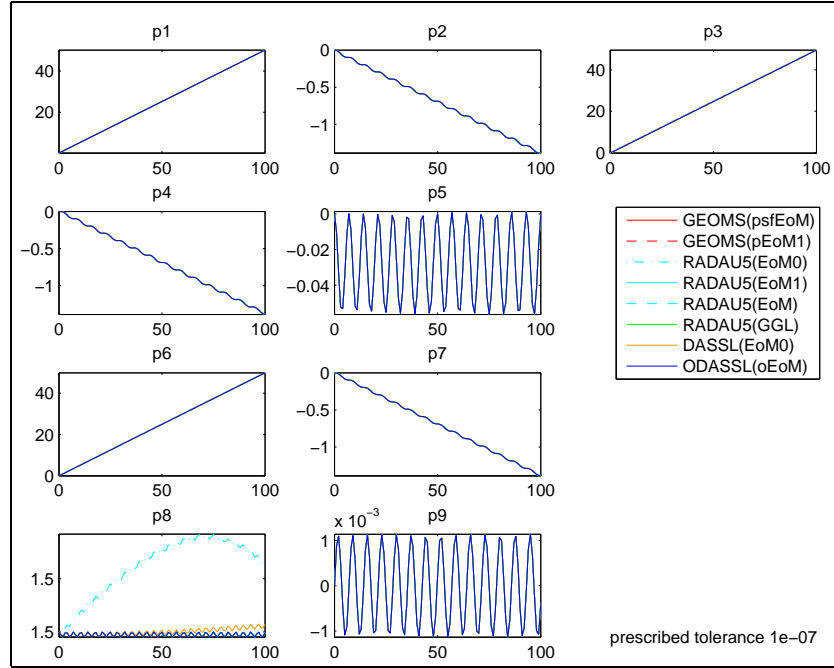 p1
p2
p3
40
20
0
50
100
0
−0.5
−1
0
50
100
40
20
0
0
50
100
p4
p5
0
−0.5
−1
0
50
100
0
−0.02
−0.04
0
50
100
GEOMS(psfEoM)
GEOMS(pEoM1)
RADAU5(EoM0)
RADAU5(EoM1)
RADAU5(EoM)
RADAU5(GGL)
DASSL(EoM0)
ODASSL(oEoM)
p6
p7
40
20
0
0
50
100
0
−0.5
−1
0
50
100
p8
p9
1.5
1.5
0
50
100
x 10⁻³
1
0
−1
0
50
100
prescribed tolerance 1e−07